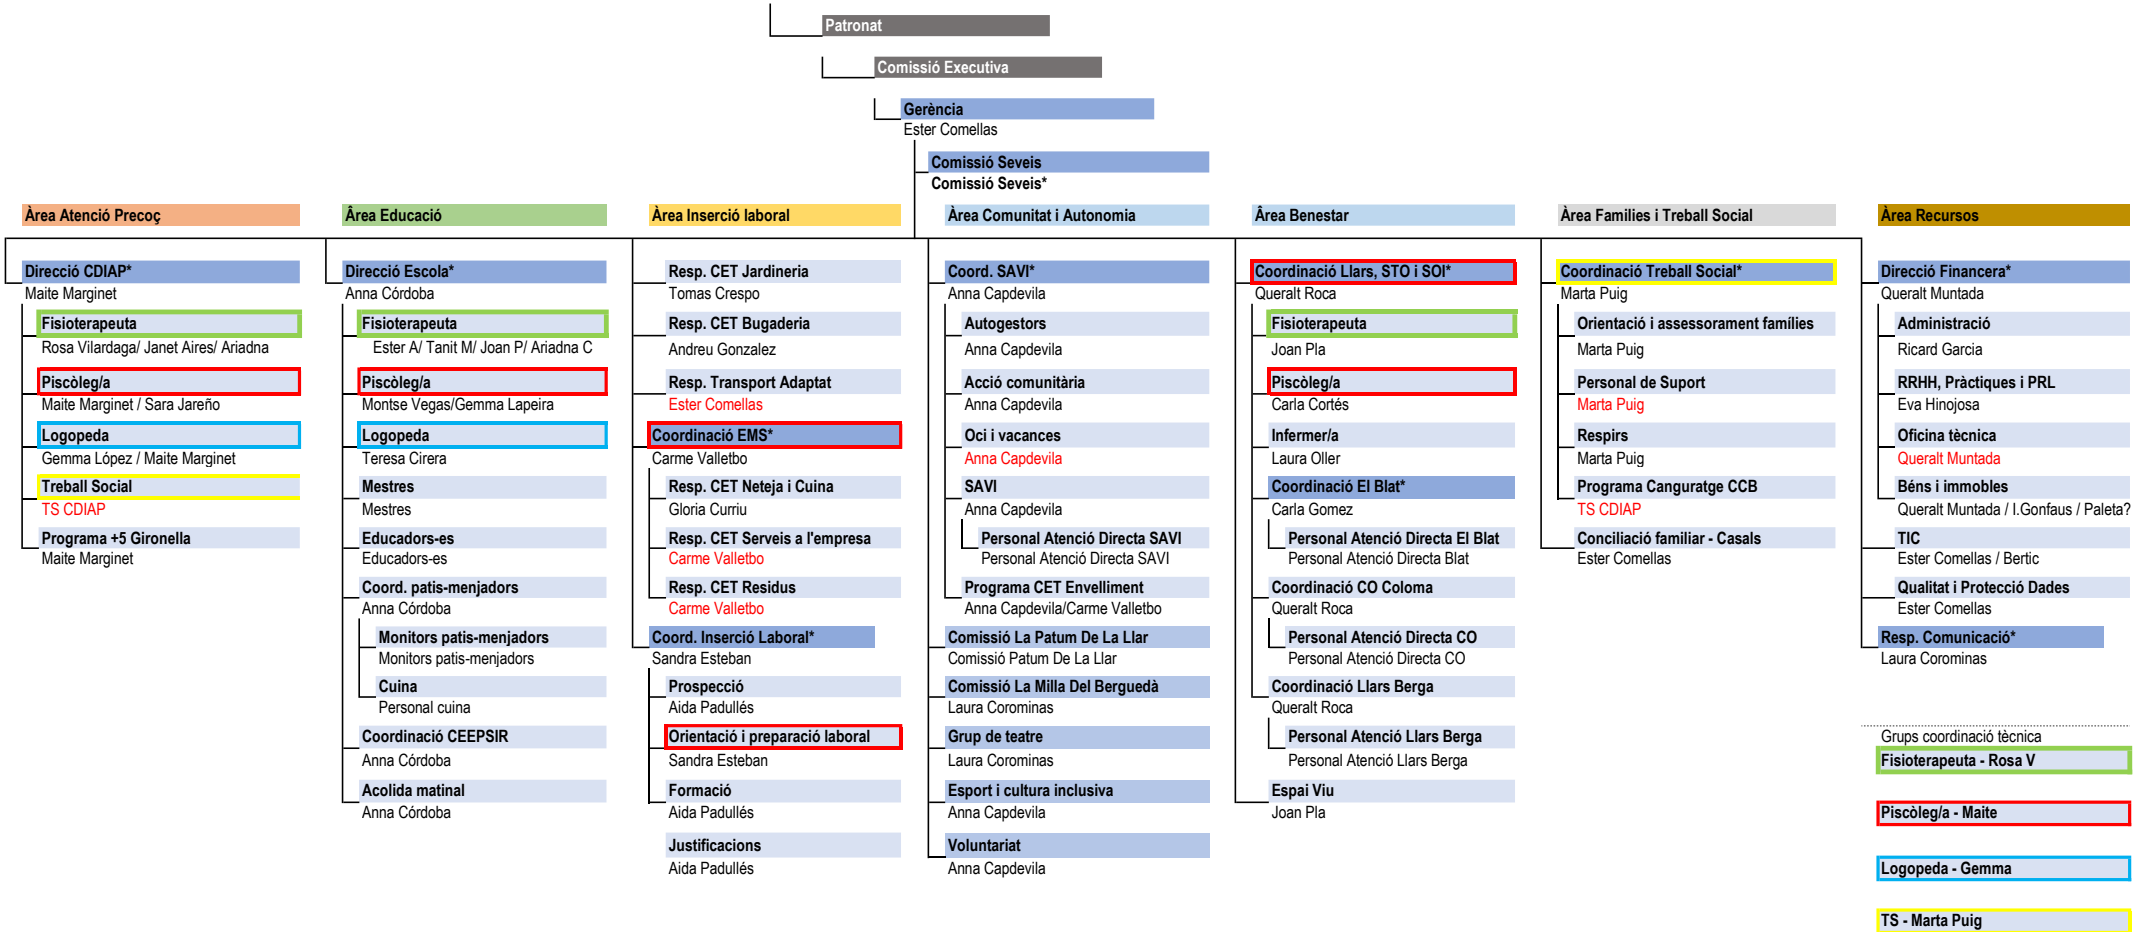 Patronat
Comissió Executiva
Gerència
Ester Comellas
Comissió Seveis
Comissió Seveis*
Àrea Atenció Precoç
Direcció CDIAP*
Maite Marginet
Fisioterapeuta
Rosa Vilardaga/ Janet Aires/ Ariadna
Piscòleg/a
Maite Marginet / Sara Jareño
Logopeda
Gemma López / Maite Marginet
Treball Social
TS CDIAP
Programa +5 Gironella
Maite Marginet
Ãrea Educació
Direcció Escola*
Anna Córdoba
Fisioterapeuta
Ester A/ Tanit M/ Joan P/ Ariadna C
Piscòleg/a
Montse Vegas/Gemma Lapeira
Logopeda
Teresa Cirera
Mestres
Mestres
Educadors-es
Educadors-es
Coord. patis-menjadors
Anna Córdoba
Monitors patis-menjadors
Monitors patis-menjadors
Cuina
Personal cuina
Coordinació CEEPSIR
Anna Córdoba
Acolida matinal
Anna Córdoba
Àrea Inserció laboral
Resp. CET Jardineria
Tomas Crespo
Resp. CET Bugaderia
Andreu Gonzalez
Resp. Transport Adaptat
Ester Comellas
Coordinació EMS*
Carme Valletbo
Resp. CET Neteja i Cuina
Gloria Curriu
Resp. CET Serveis a l'empresa
Carme Valletbo
Resp. CET Residus
Carme Valletbo
Coord. Inserció Laboral*
Sandra Esteban
Prospecció
Aida Padullés
Orientació i preparació laboral
Sandra Esteban
Formació
Aida Padullés
Justificacions
Aida Padullés
Àrea Comunitat i Autonomia
Coord. SAVI*
Anna Capdevila
Autogestors
Anna Capdevila
Acció comunitària
Anna Capdevila
Oci i vacances
Anna Capdevila
SAVI
Anna Capdevila
Personal Atenció Directa SAVI
Personal Atenció Directa SAVI
Programa CET Envelliment
Anna Capdevila/Carme Valletbo
Comissió La Patum De La Llar
Comissió Patum De La Llar
Comissió La Milla Del Berguedà
Laura Corominas
Grup de teatre
Laura Corominas
Esport i cultura inclusiva
Anna Capdevila
Voluntariat
Anna Capdevila
Ãrea Benestar
Coordinació Llars, STO i SOI*
Queralt Roca
Fisioterapeuta
Joan Pla
Piscòleg/a
Carla Cortés
Infermer/a
Laura Oller
Coordinació El Blat*
Carla Gomez
Personal Atenció Directa El Blat
Personal Atenció Directa Blat
Coordinació CO Coloma
Queralt Roca
Personal Atenció Directa CO
Personal Atenció Directa CO
Coordinació Llars Berga
Queralt Roca
Personal Atenció Llars Berga
Personal Atenció Llars Berga
Espai Viu
Joan Pla
Àrea Families i Treball Social
Coordinació Treball Social*
Marta Puig
Orientació i assessorament famílies
Marta Puig
Personal de Suport
Marta Puig
Respirs
Marta Puig
Programa Canguratge CCB
TS CDIAP
Conciliació familiar - Casals
Ester Comellas
Àrea Recursos
Direcció Financera*
Queralt Muntada
Administració
Ricard Garcia
RRHH, Pràctiques i PRL
Eva Hinojosa
Oficina tècnica
Queralt Muntada
Béns i immobles
Queralt Muntada / I.Gonfaus / Paleta?
TIC
Ester Comellas / Bertic
Qualitat i Protecció Dades
Ester Comellas
Resp. Comunicació*
Laura Corominas
Grups coordinació tècnica
Fisioterapeuta - Rosa V
Piscòleg/a - Maite
Logopeda - Gemma
TS - Marta Puig